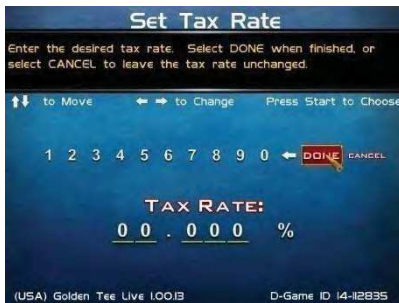 Set Tax Rate
Enter the desired tax rate. Select DONE when finished, or
select CANCEL to leave the tax rate unchanged.
↑↓ to Move ← → to Change Press Start to Choose
1 2 3 4 5 6 7 8 9 0 ← DONE CANCEL
TAX RATE:
00.000 %
(USA) Golden Tee Live 1.00.13 D-Game ID 14-112835